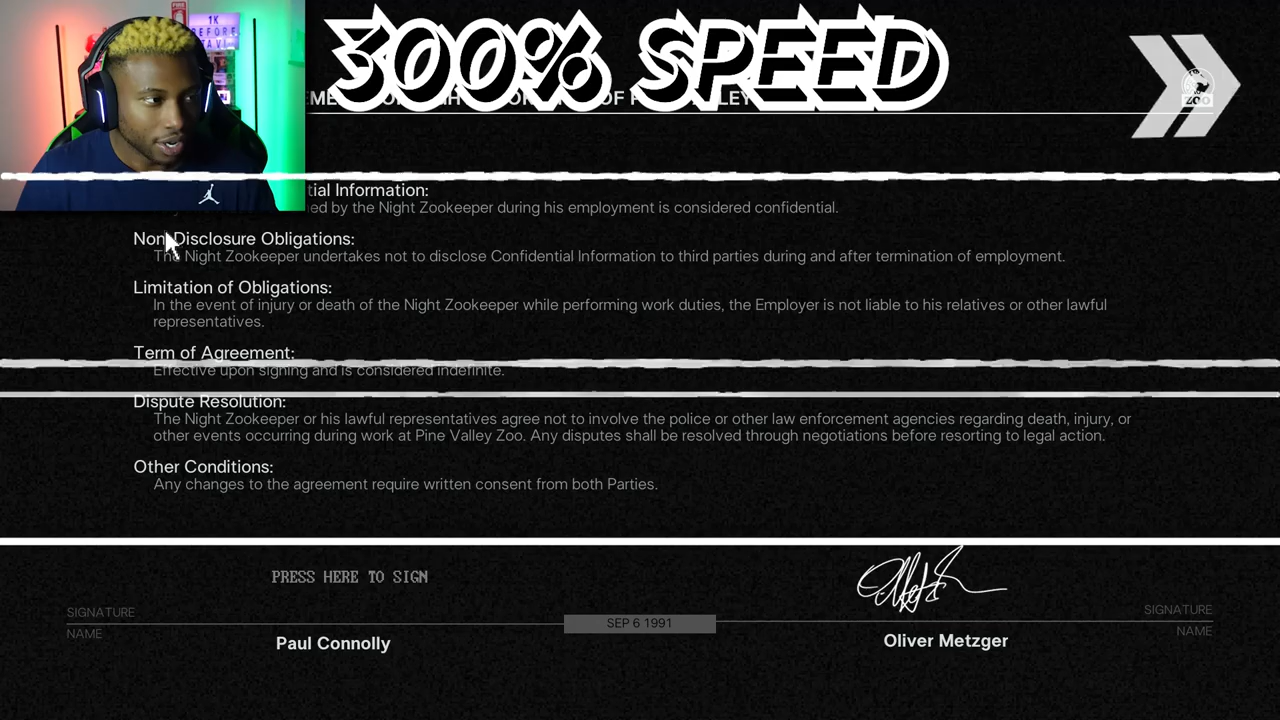 1K
BEFORE
300% SPEED
OF
LEY
ZOO
tial Information:
ed by the Night Zookeeper during his employment is considered confidential.
Non-Disclosure Obligations:
The Night Zookeeper undertakes not to disclose Confidential Information to third parties during and after termination of employment.
Limitation of Obligations:
In the event of injury or death of the Night Zookeeper while performing work duties, the Employer is not liable to his relatives or other lawful
representatives.
Term of Agreement:
Effective upon signing and is considered indefinite.
Dispute Resolution:
The Night Zookeeper or his lawful representatives agree not to involve the police or other law enforcement agencies regarding death, injury, or
other events occurring during work at Pine Valley Zoo. Any disputes shall be resolved through negotiations before resorting to legal action.
Other Conditions:
Any changes to the agreement require written consent from both Parties.
PRESS HERE TO SIGN
SIGNATURE SIGNATURE
NAME SEP 6 1991 NAME
Paul Connolly Oliver Metzger